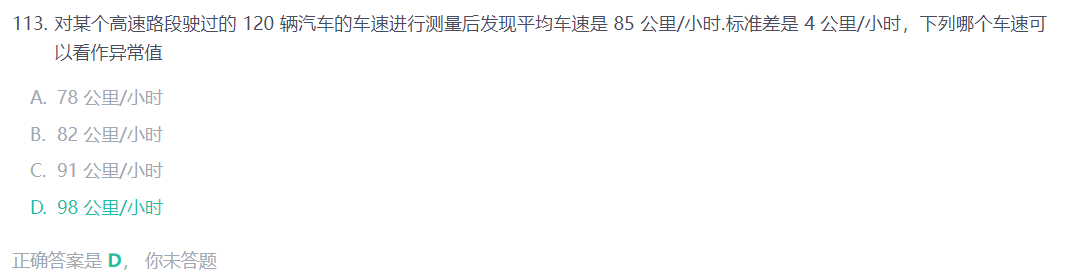 113. 对某个高速路段驶过的 120 辆汽车的车速进行测量后发现平均车速是 85 公里/小时.标准差是 4 公里/小时，下列哪个车速可
以看作异常值
A. 78 公里/小时
B. 82 公里/小时
C. 91 公里/小时
D. 98 公里/小时
正确答案是 D， 你未答题